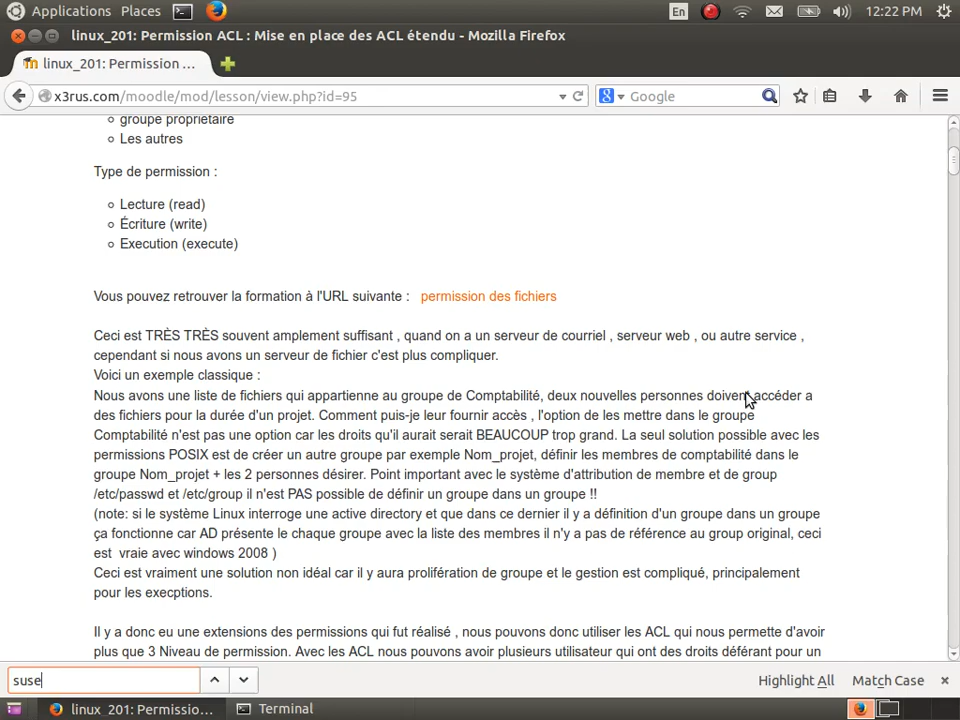 Applications Places En 12:22 PM
linux_201: Permission ACL : Mise en place des ACL étendu - Mozilla Firefox
linux_201: Permission ...
x3rus.com/moodle/mod/lesson/view.php?id=95 Google
groupe propriétaire
Les autres
Type de permission :
Lecture (read)
Écriture (write)
Execution (execute)
Vous pouvez retrouver la formation à l'URL suivante : permission des fichiers
Ceci est TRÈS TRÈS souvent amplement suffisant , quand on a un serveur de courriel , serveur web , ou autre service ,
cependant si nous avons un serveur de fichier c'est plus compliquer.
Voici un exemple classique :
Nous avons une liste de fichiers qui appartienne au groupe de Comptabilité, deux nouvelles personnes doivent accéder a
des fichiers pour la durée d'un projet. Comment puis-je leur fournir accès , l'option de les mettre dans le groupe
Comptabilité n'est pas une option car les droits qu'il aurait serait BEAUCOUP trop grand. La seul solution possible avec les
permissions POSIX est de créer un autre groupe par exemple Nom_projet, définir les membres de comptabilité dans le
groupe Nom_projet + les 2 personnes désirer. Point important avec le système d'attribution de membre et de group
/etc/passwd et /etc/group il n'est PAS possible de définir un groupe dans un groupe !!
(note: si le système Linux interroge une active directory et que dans ce dernier il y a définition d'un groupe dans un groupe
ça fonctionne car AD présente le chaque groupe avec la liste des membres il n'y a pas de référence au group original, ceci
est vraie avec windows 2008 )
Ceci est vraiment une solution non idéal car il y aura prolifération de groupe et le gestion est compliqué, principalement
pour les execptions.
Il y a donc eu une extensions des permissions qui fut réalisé , nous pouvons donc utiliser les ACL qui nous permette d'avoir
plus que 3 Niveau de permission. Avec les ACL nous pouvons avoir plusieurs utilisateur qui ont des droits déférant pour un
suse Highlight All Match Case
linux_201: Permissio... Terminal